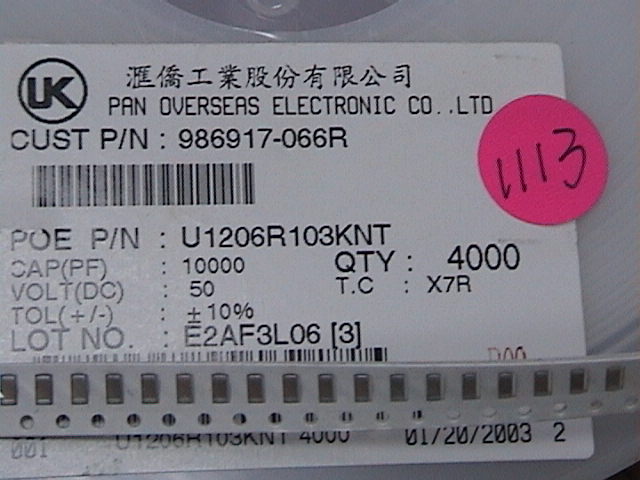 UK
滙僑工業股份有限公司
PAN OVERSEAS ELECTRONIC CO.,LTD
CUST P/N : 986917-066R
1113
POE P/N : U1206R103KNT
CAP(PF) : 10000 QTY : 4000
VOLT(DC) : 50 T.C : X7R
TOL(+/-) : ±10%
LOT NO. : E2AF3L06 [3]
001 U1206R103KNT 4000 01/20/2003 2